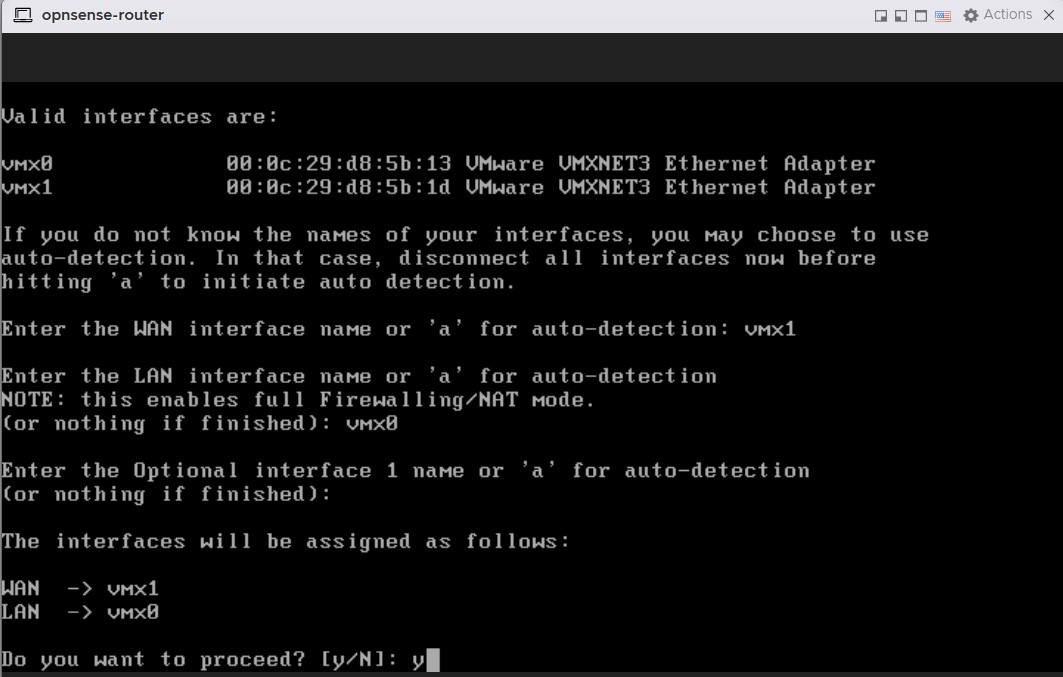 opnsense-router
Actions
Valid interfaces are:
vmx0 00:0c:29:d8:5b:13 VMware VMXNET3 Ethernet Adapter
vmx1 00:0c:29:d8:5b:1d VMware VMXNET3 Ethernet Adapter
If you do not know the names of your interfaces, you may choose to use
auto-detection. In that case, disconnect all interfaces now before
hitting 'a' to initiate auto detection.
Enter the WAN interface name or 'a' for auto-detection: vmx1
Enter the LAN interface name or 'a' for auto-detection
NOTE: this enables full Firewalling/NAT mode.
(or nothing if finished): vmx0
Enter the Optional interface 1 name or 'a' for auto-detection
(or nothing if finished):
The interfaces will be assigned as follows:
WAN -> vmx1
LAN -> vmx0
Do you want to proceed? [y/N]: y